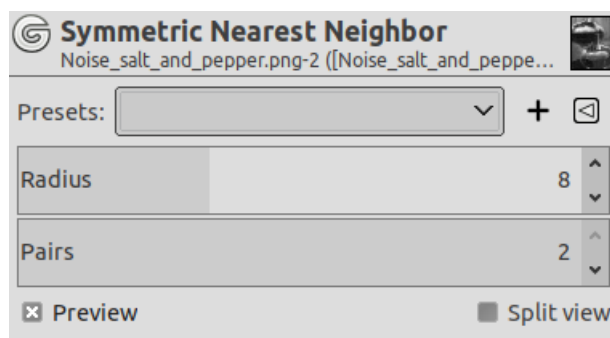 Symmetric Nearest Neighbor
Noise_salt_and_pepper.png-2 ([Noise_salt_and_peppe...
Presets:
Radius 8
Pairs 2
Preview Split view